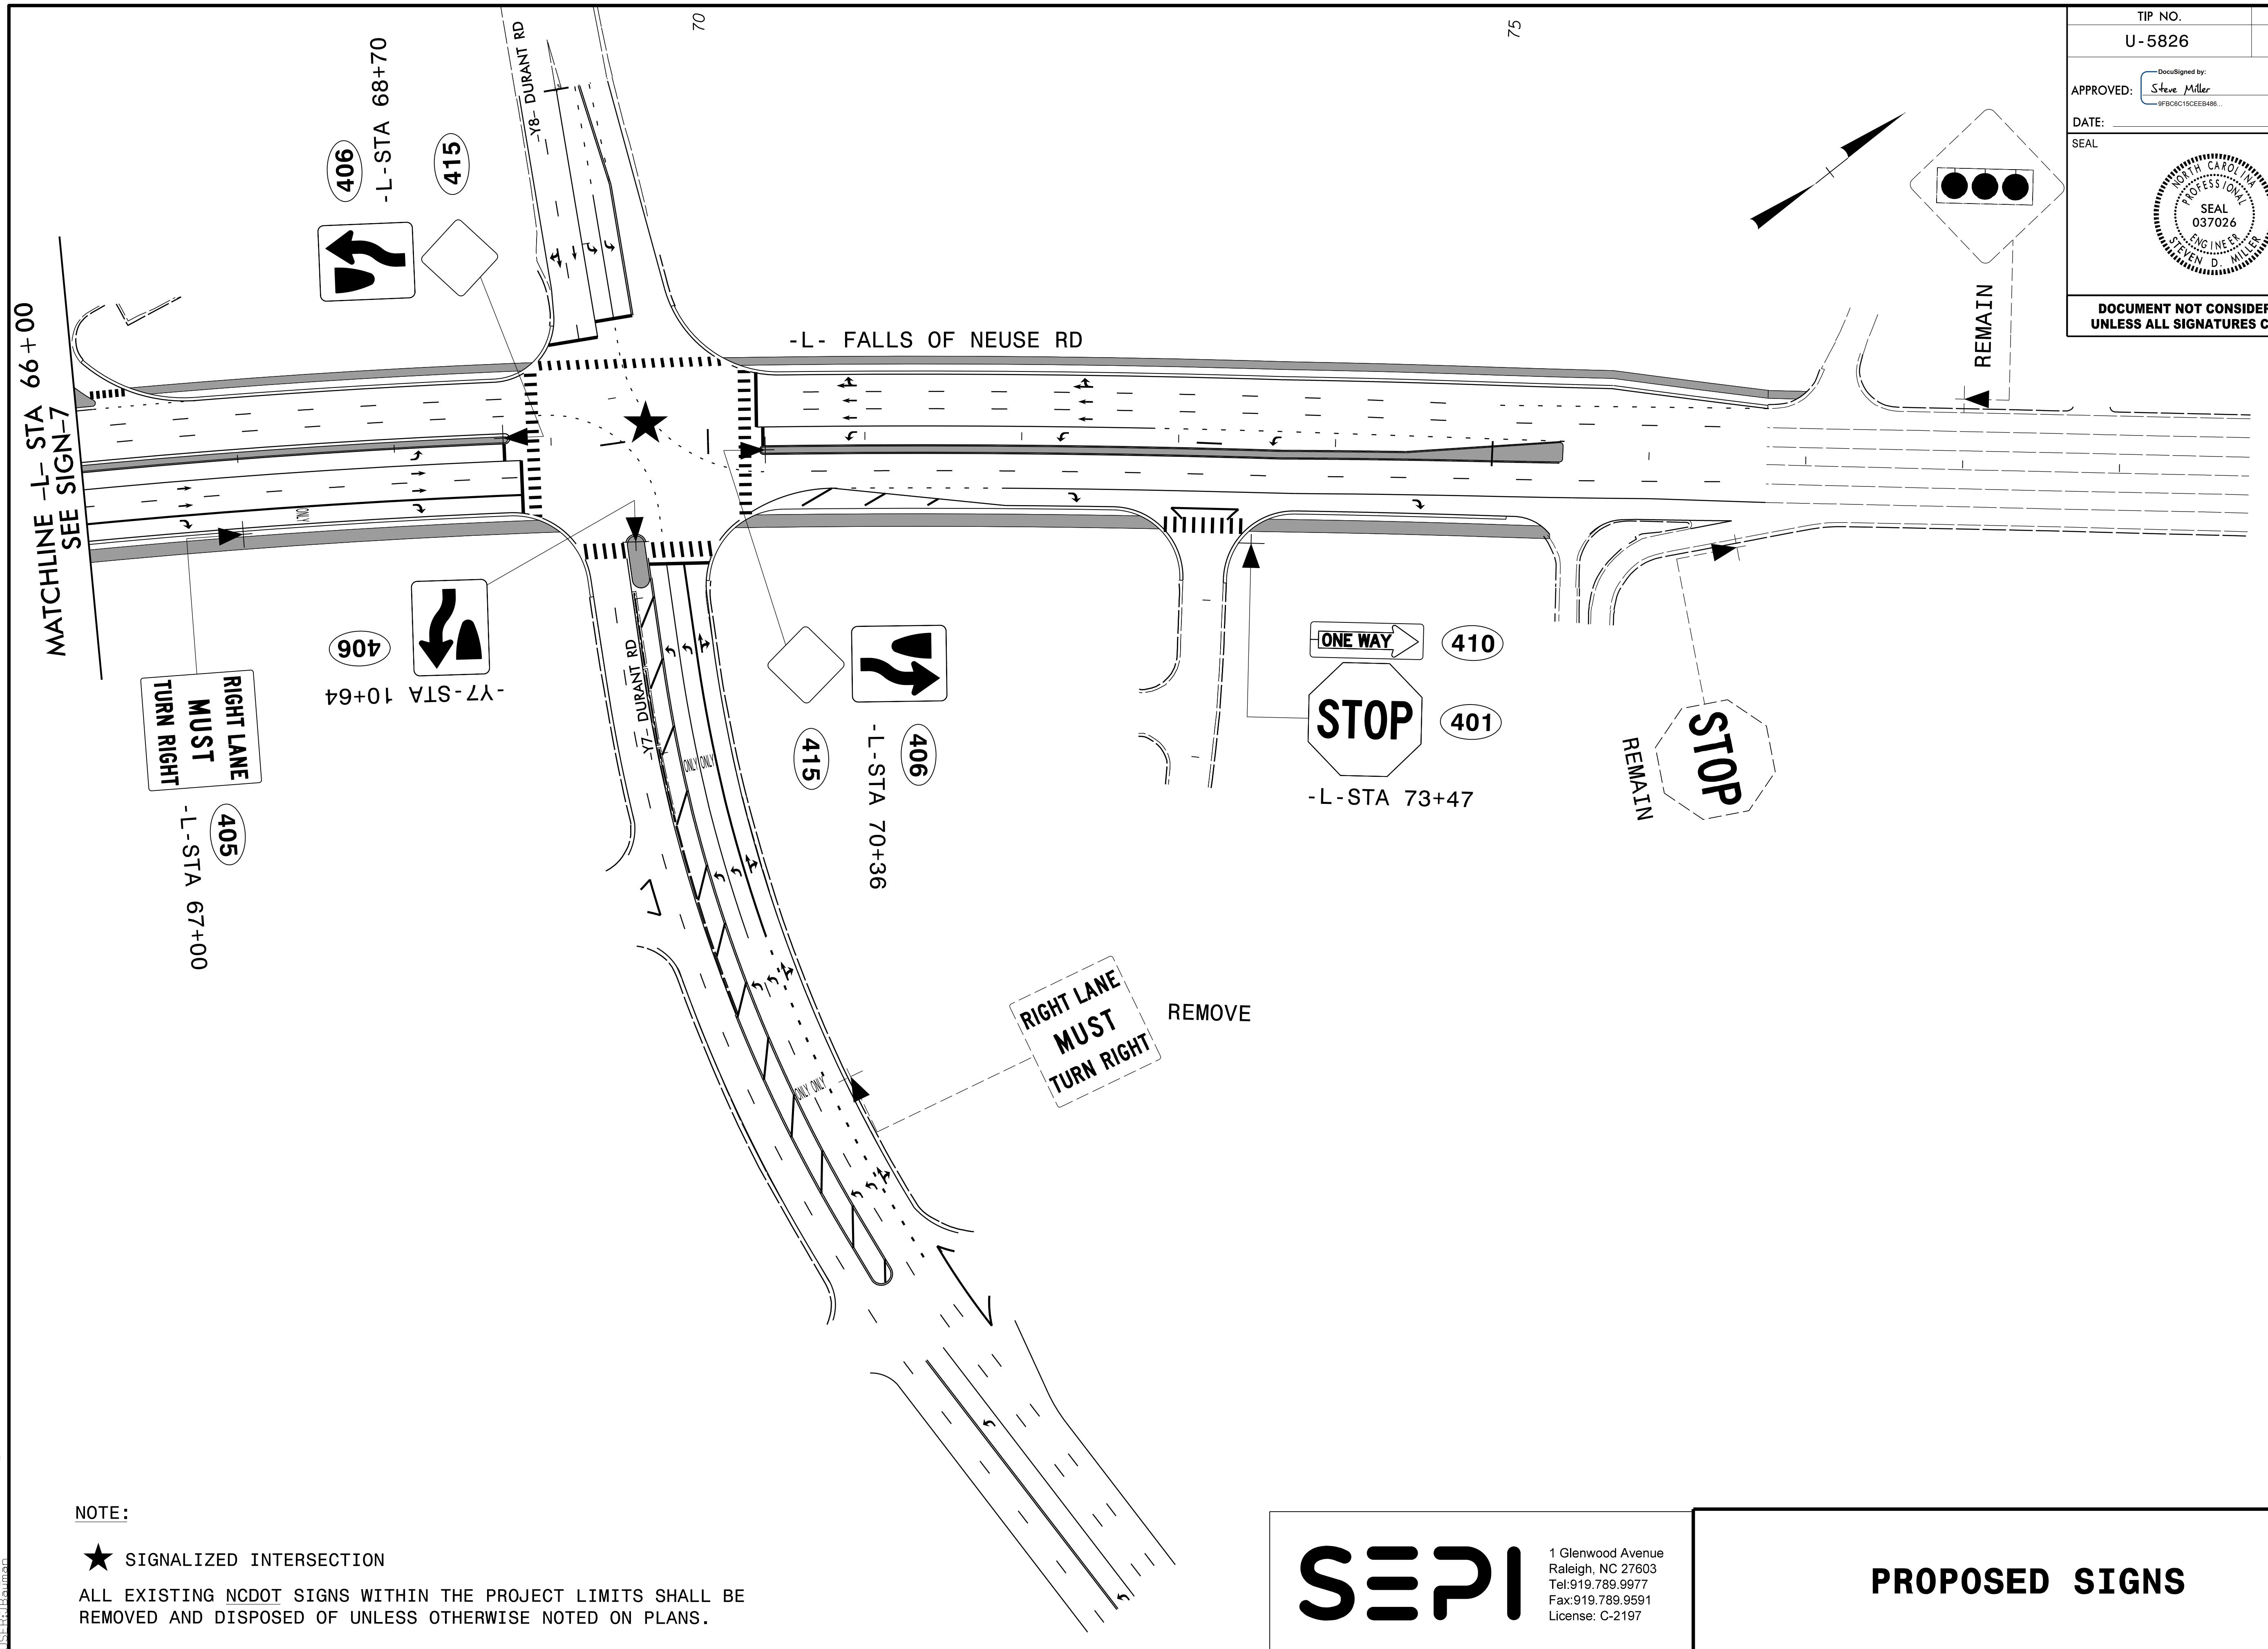 70
75
TIP NO.
U-5826
DocuSigned by:
APPROVED:
Steve Miller
9FBC6C15CEEB486...
DATE:
SEAL
NORTH CAROLINA
PROFESSIONAL
SEAL
037026
ENGINEER
STEVEN D. MILLER
DOCUMENT NOT CONSIDER
UNLESS ALL SIGNATURES C
-Y8- DURANT RD
406
-L-STA 68+70
415
MATCHLINE -L- STA 66+00
SEE SIGN-7
-L- FALLS OF NEUSE RD
REMAIN
ONLY
RIGHT LANE
MUST
TURN RIGHT
405
-L-STA 67+00
406
-Y7-STA 10+64
-Y7- DURANT RD
ONLY ONLY
415
406
-L-STA 70+36
ONE WAY
410
STOP
401
-L-STA 73+47
STOP
REMAIN
RIGHT LANE
MUST
TURN RIGHT
REMOVE
ONLY ONLY
NOTE:
SIGNALIZED INTERSECTION
ALL EXISTING NCDOT SIGNS WITHIN THE PROJECT LIMITS SHALL BE
REMOVED AND DISPOSED OF UNLESS OTHERWISE NOTED ON PLANS.
SEPI
1 Glenwood Avenue
Raleigh, NC 27603
Tel:919.789.9977
Fax:919.789.9591
License: C-2197
PROPOSED SIGNS